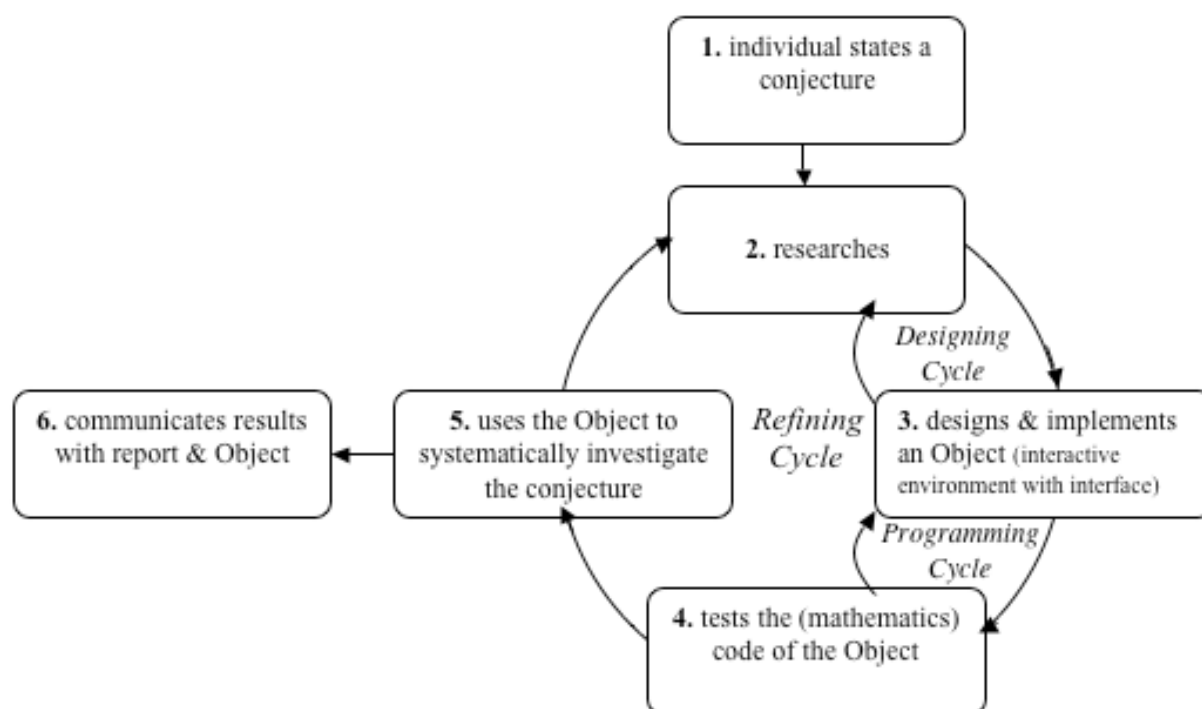 1. individual states a
conjecture
2. researches
Designing
Cycle
6. communicates results
with report & Object
5. uses the Object to
systematically investigate
the conjecture
Refining
Cycle
3. designs & implements
an Object (interactive
environment with interface)
Programming
Cycle
4. tests the (mathematics)
code of the Object